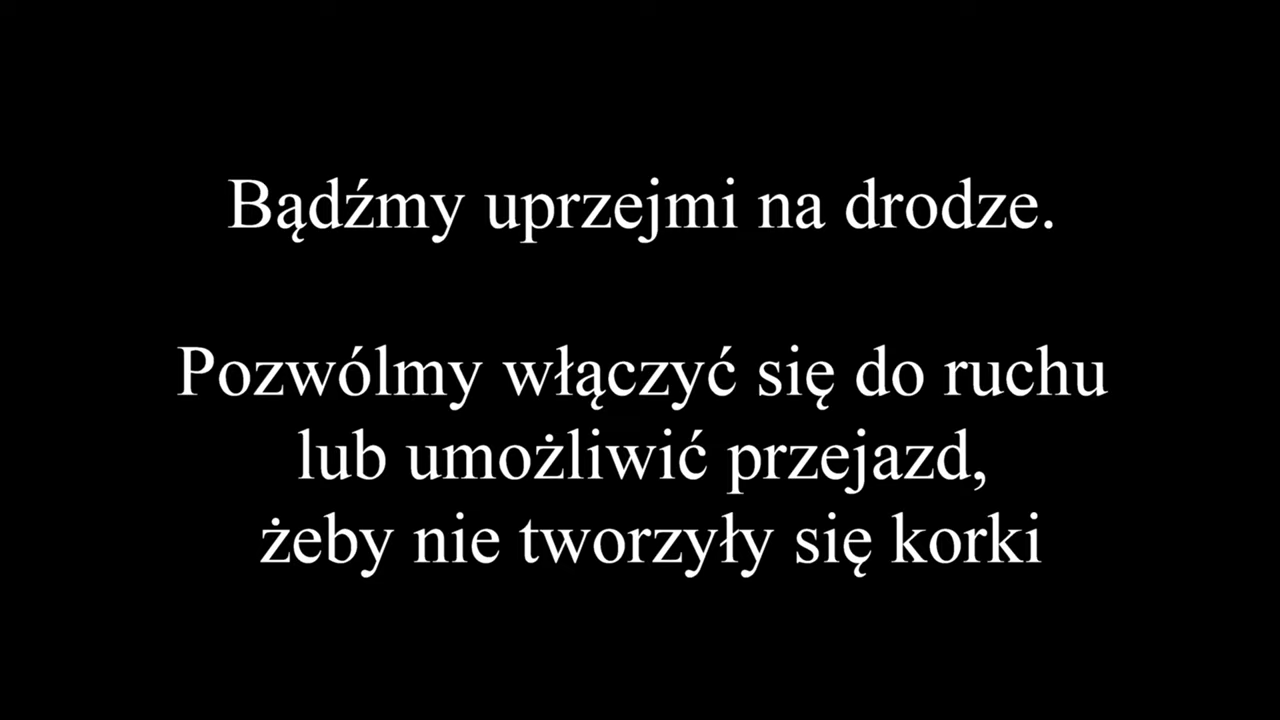 Bądźmy uprzejmi na drodze.
Pozwólmy włączyć się do ruchu
lub umożliwić przejazd,
żeby nie tworzyły się korki